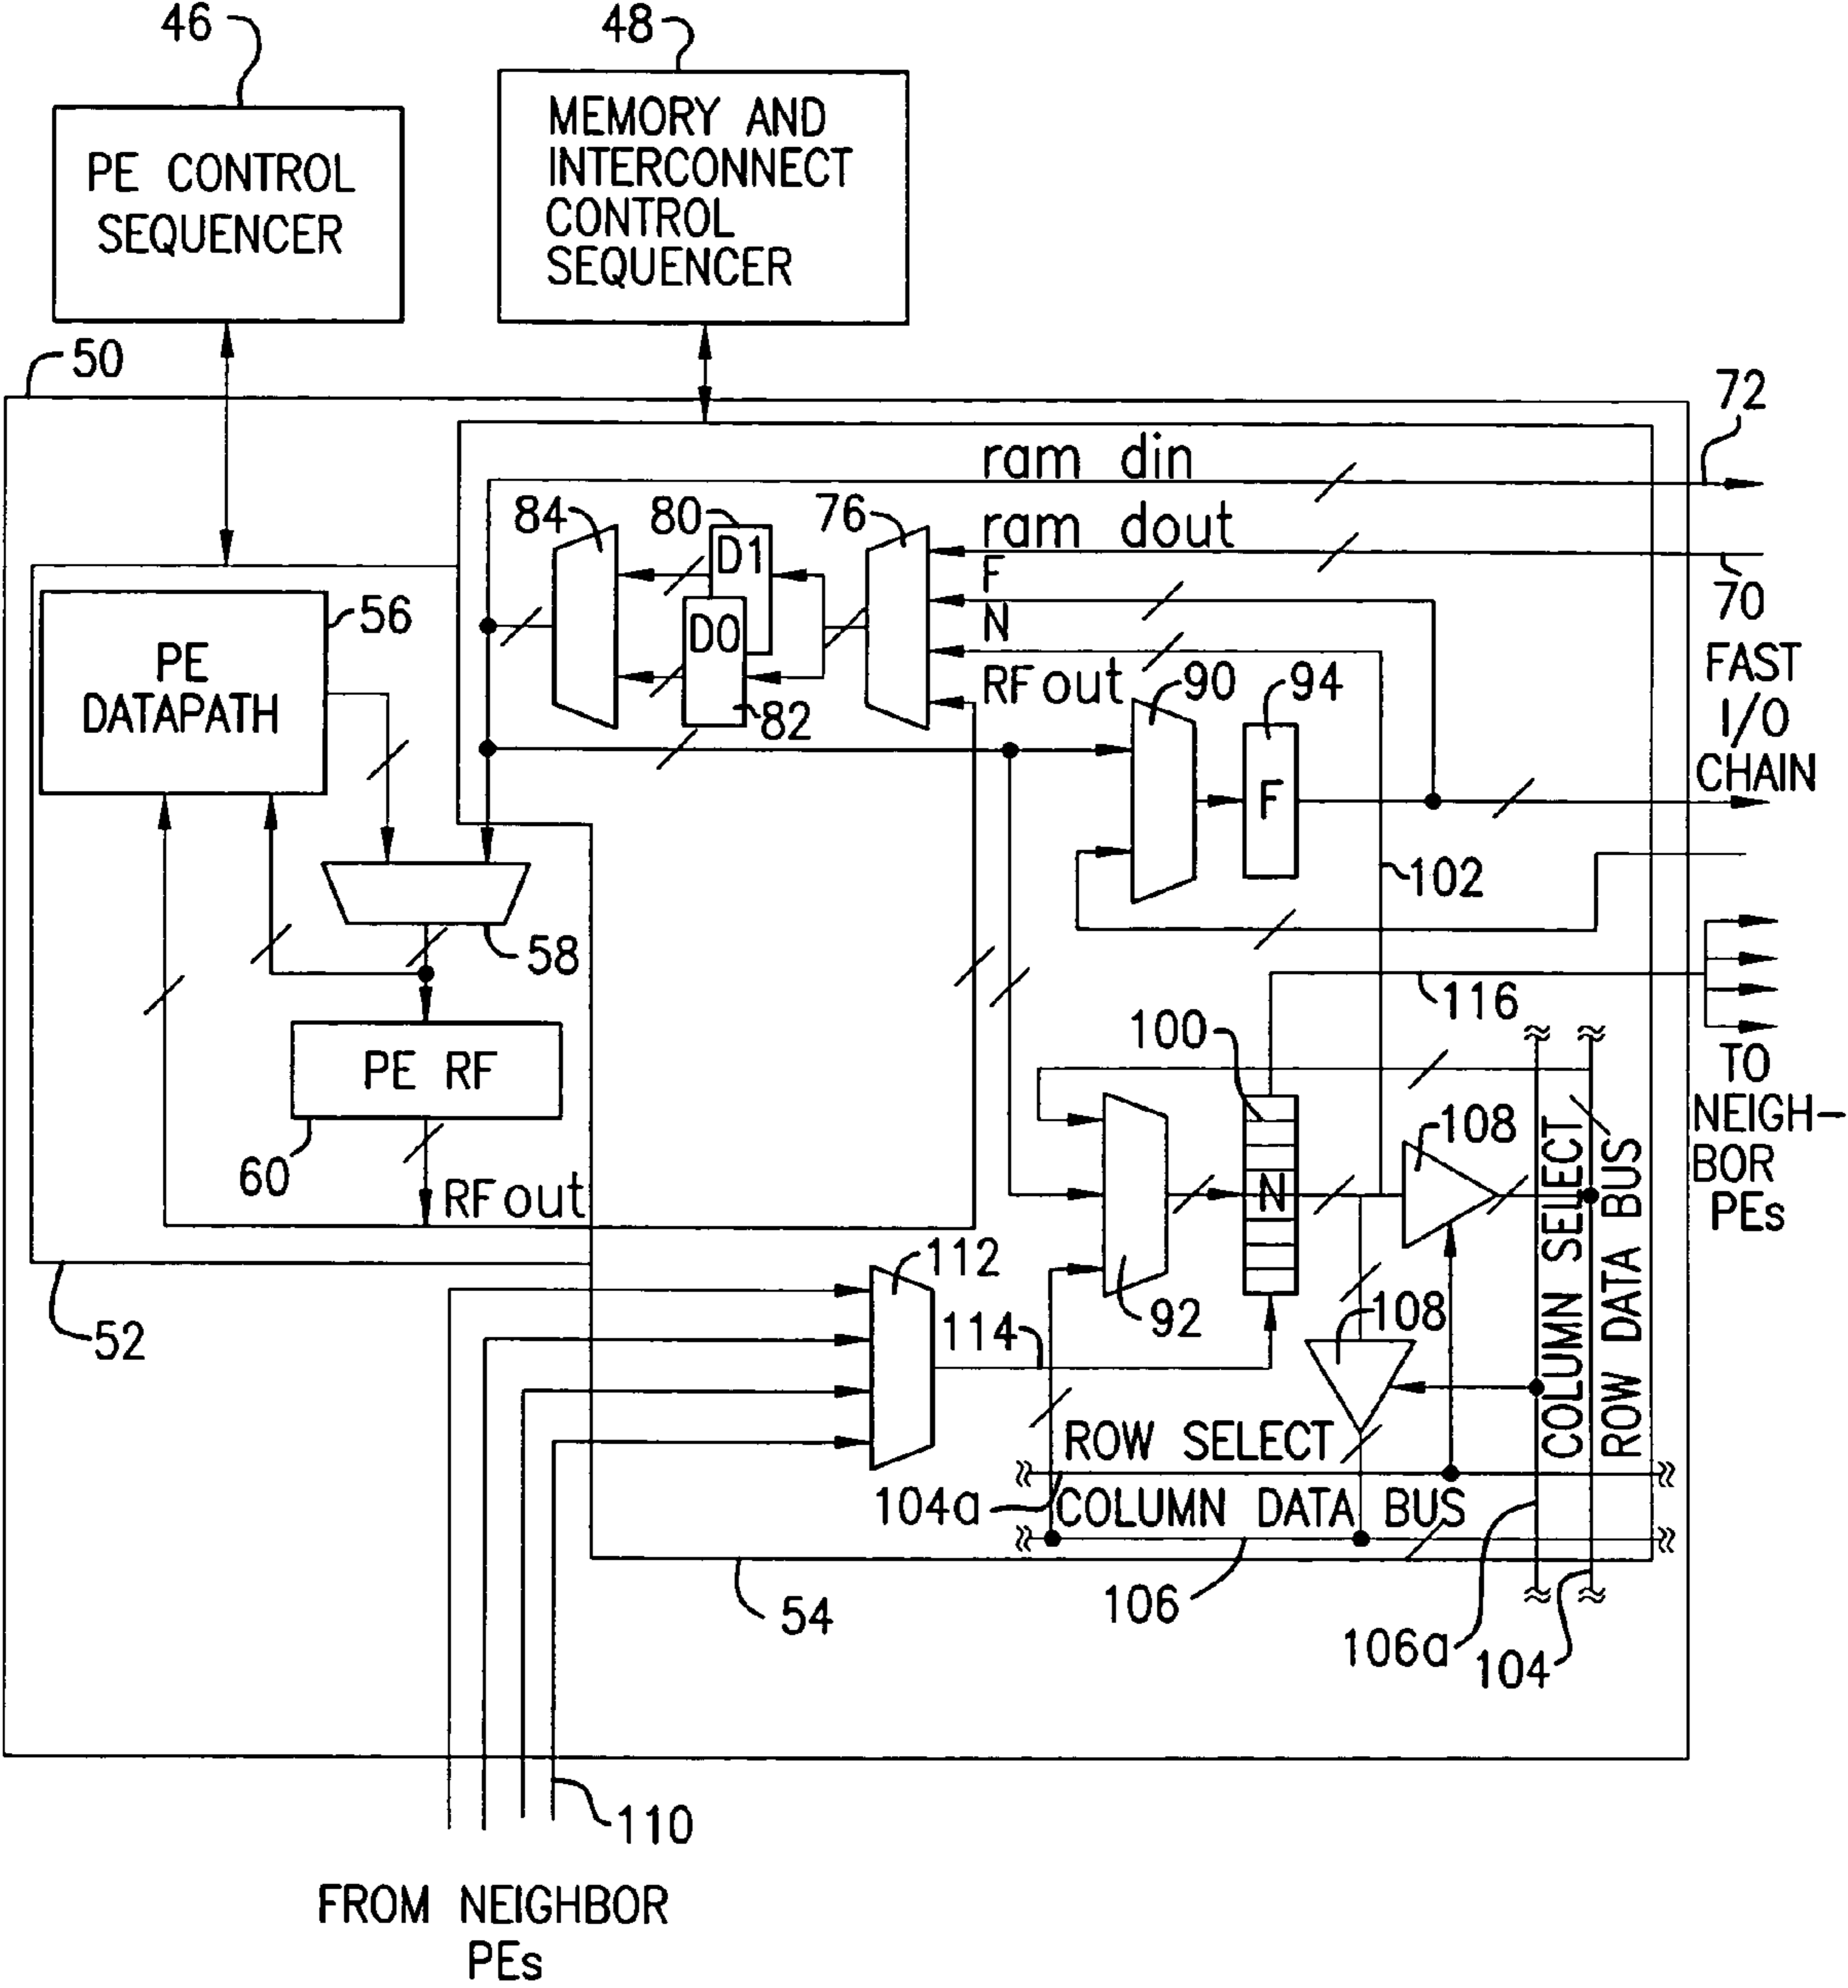 46
48
PE CONTROL
SEQUENCER
MEMORY AND
INTERCONNECT
CONTROL
SEQUENCER
50
72
ram din
84
80
76
ram dout
D1
F
70
56
N
D0
PE
DATAPATH
RFout
90
94
82
FAST
I/O
CHAIN
F
102
58
116
100
PE RF
TO
NEIGH-
BOR
PEs
108
60
RFout
N
COLUMN SELECT
ROW DATA BUS
112
52
92
114
108
ROW SELECT
104a
COLUMN DATA BUS
54
106
106a
104
110
FROM NEIGHBOR
PEs